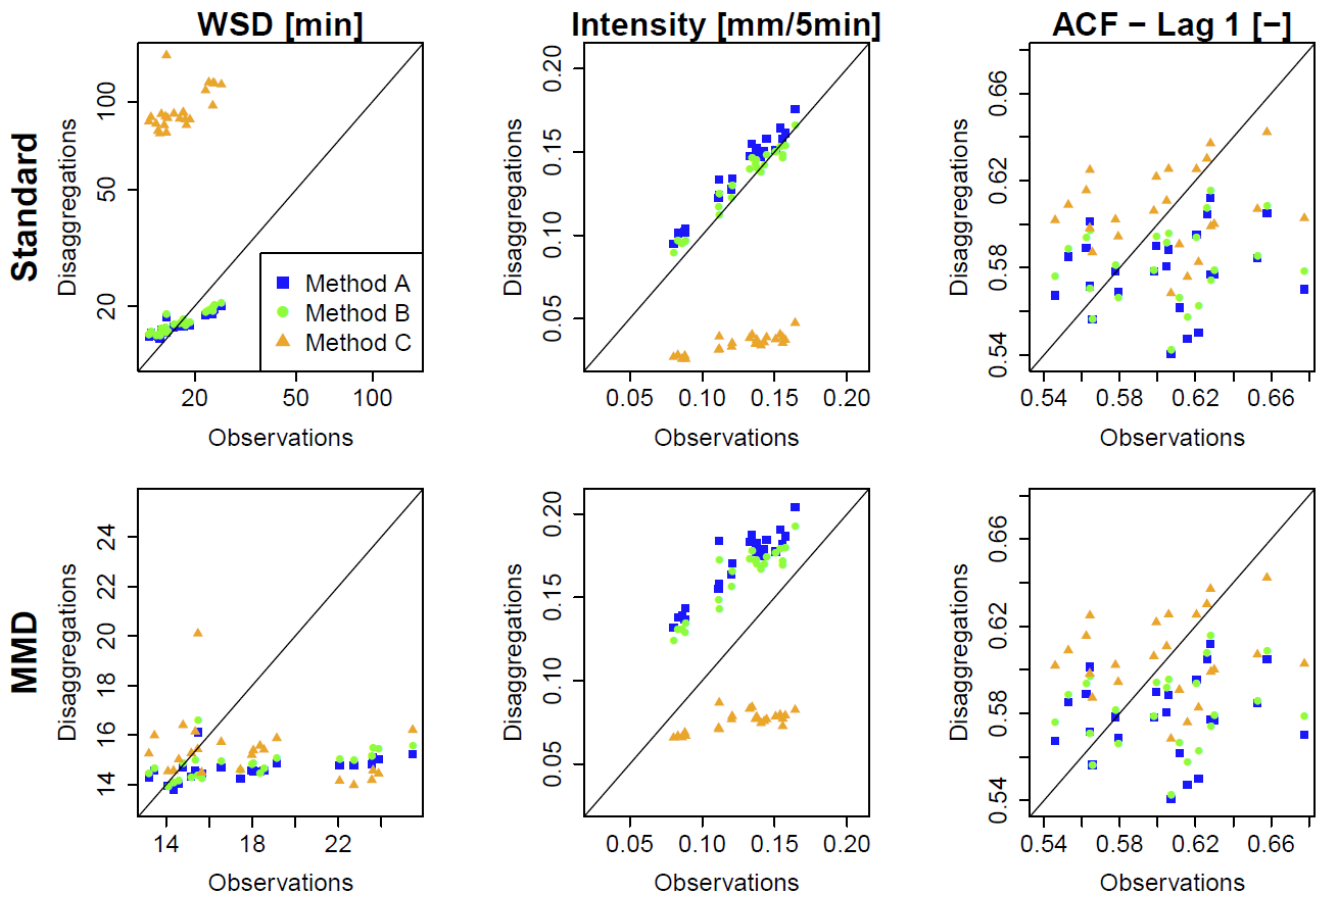 WSD [min]
Intensity [mm/5min]
ACF − Lag 1 [−]
Standard
Disaggregations
100
50
20
Method A
Method B
Method C
20
50
100
Observations
Disaggregations
0.20
0.15
0.10
0.05
0.05
0.10
0.15
0.20
Observations
Disaggregations
0.66
0.62
0.58
0.54
0.54
0.58
0.62
0.66
Observations
MMD
Disaggregations
24
22
20
18
16
14
14
18
22
Observations
Disaggregations
0.20
0.15
0.10
0.05
0.05
0.10
0.15
0.20
Observations
Disaggregations
0.66
0.62
0.58
0.54
0.54
0.58
0.62
0.66
Observations